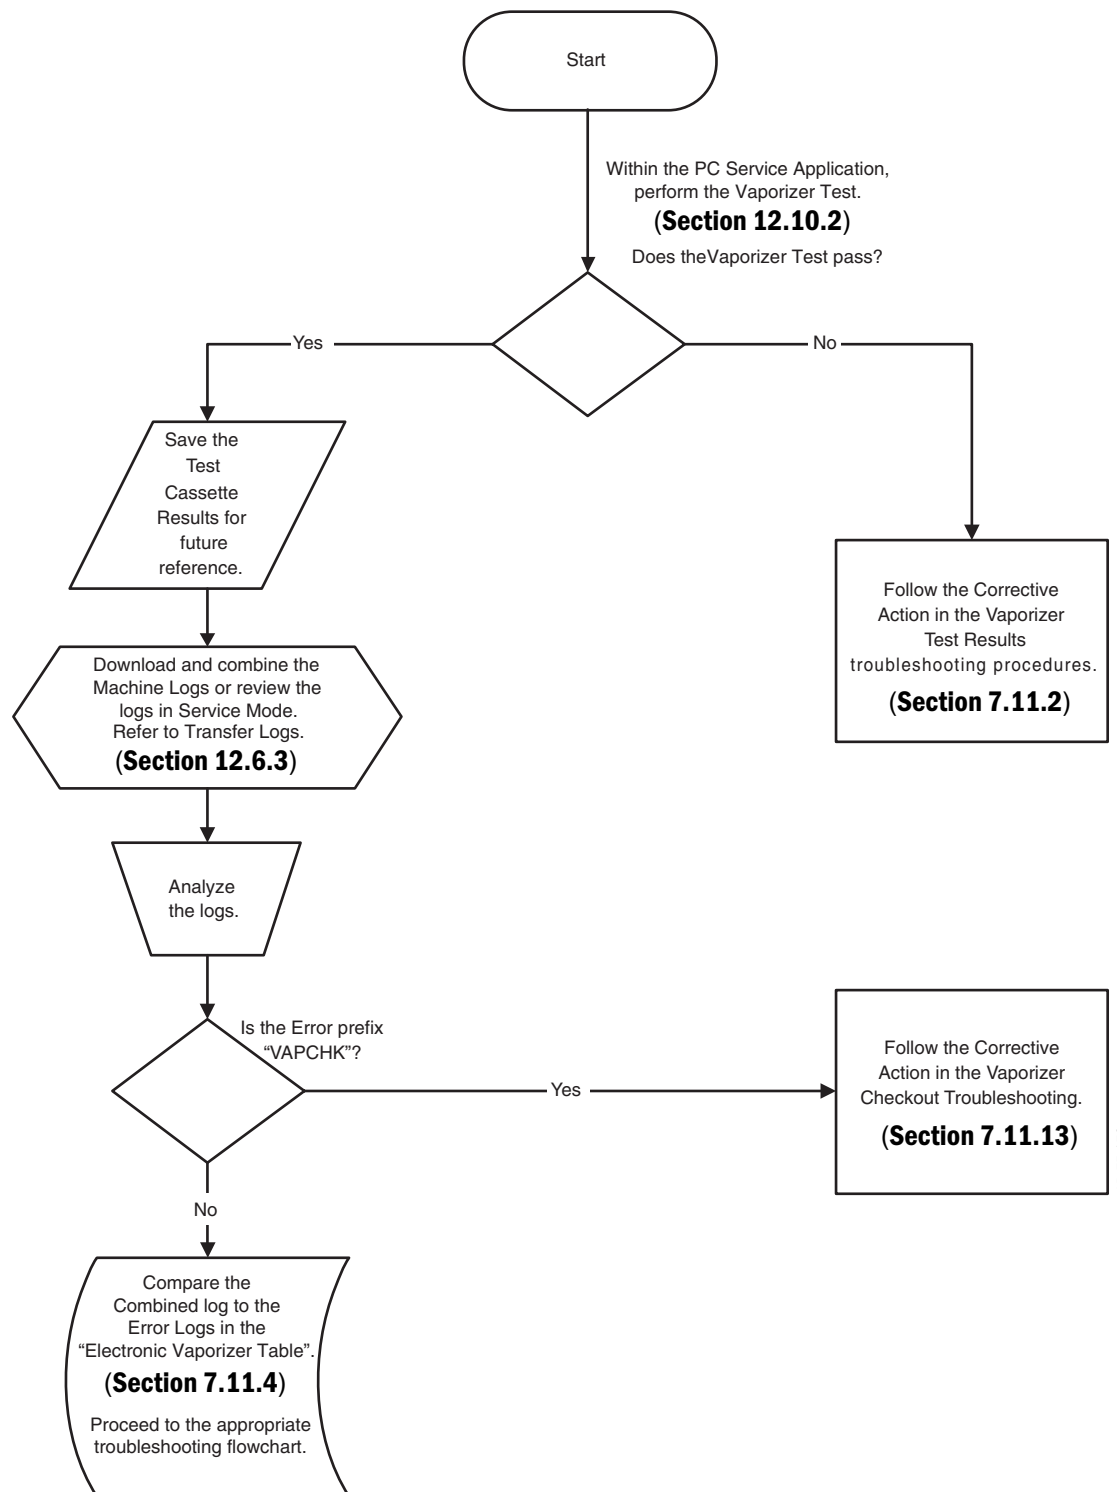 Start
Within the PC Service Application,
perform the Vaporizer Test.
(Section 12.10.2)
Does theVaporizer Test pass?
Yes
No
Save the
Test
Cassette
Results for
future
reference.
Follow the Corrective
Action in the Vaporizer
Test Results
troubleshooting procedures.
(Section 7.11.2)
Download and combine the
Machine Logs or review the
logs in Service Mode.
Refer to Transfer Logs.
(Section 12.6.3)
Analyze
the logs.
Is the Error prefix
“VAPCHK”?
Yes
Follow the Corrective
Action in the Vaporizer
Checkout Troubleshooting.
(Section 7.11.13)
No
Compare the
Combined log to the
Error Logs in the
“Electronic Vaporizer Table”.
(Section 7.11.4)
Proceed to the appropriate
troubleshooting flowchart.